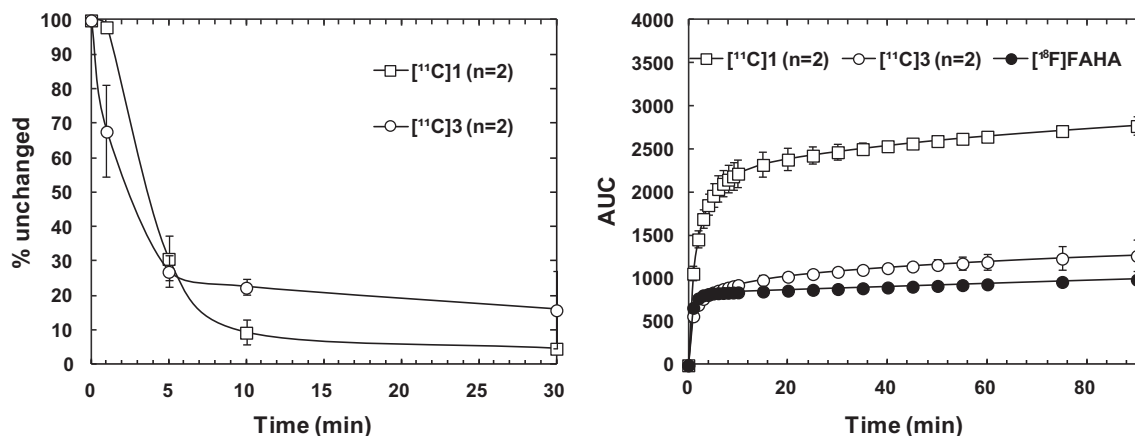 % unchanged
100
90
80
70
60
50
40
30
20
10
0
[¹¹C]1 (n=2)
[¹¹C]3 (n=2)
0 5 10 15 20 25 30
Time (min)
AUC
4000
3500
3000
2500
2000
1500
1000
500
0
[¹¹C]1 (n=2) [¹¹C]3 (n=2) [¹⁸F]FAHA
0 20 40 60 80
Time (min)